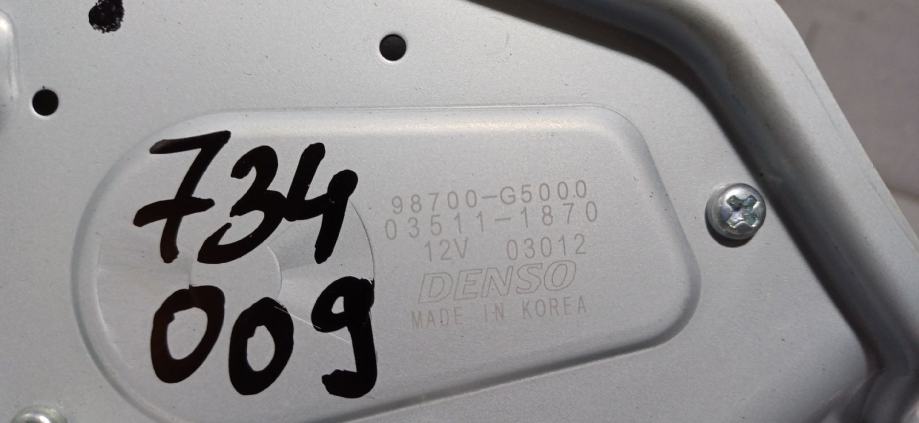 734
009
98700-G5000
03511-1870
12V 03012
DENSO
MADE IN KOREA